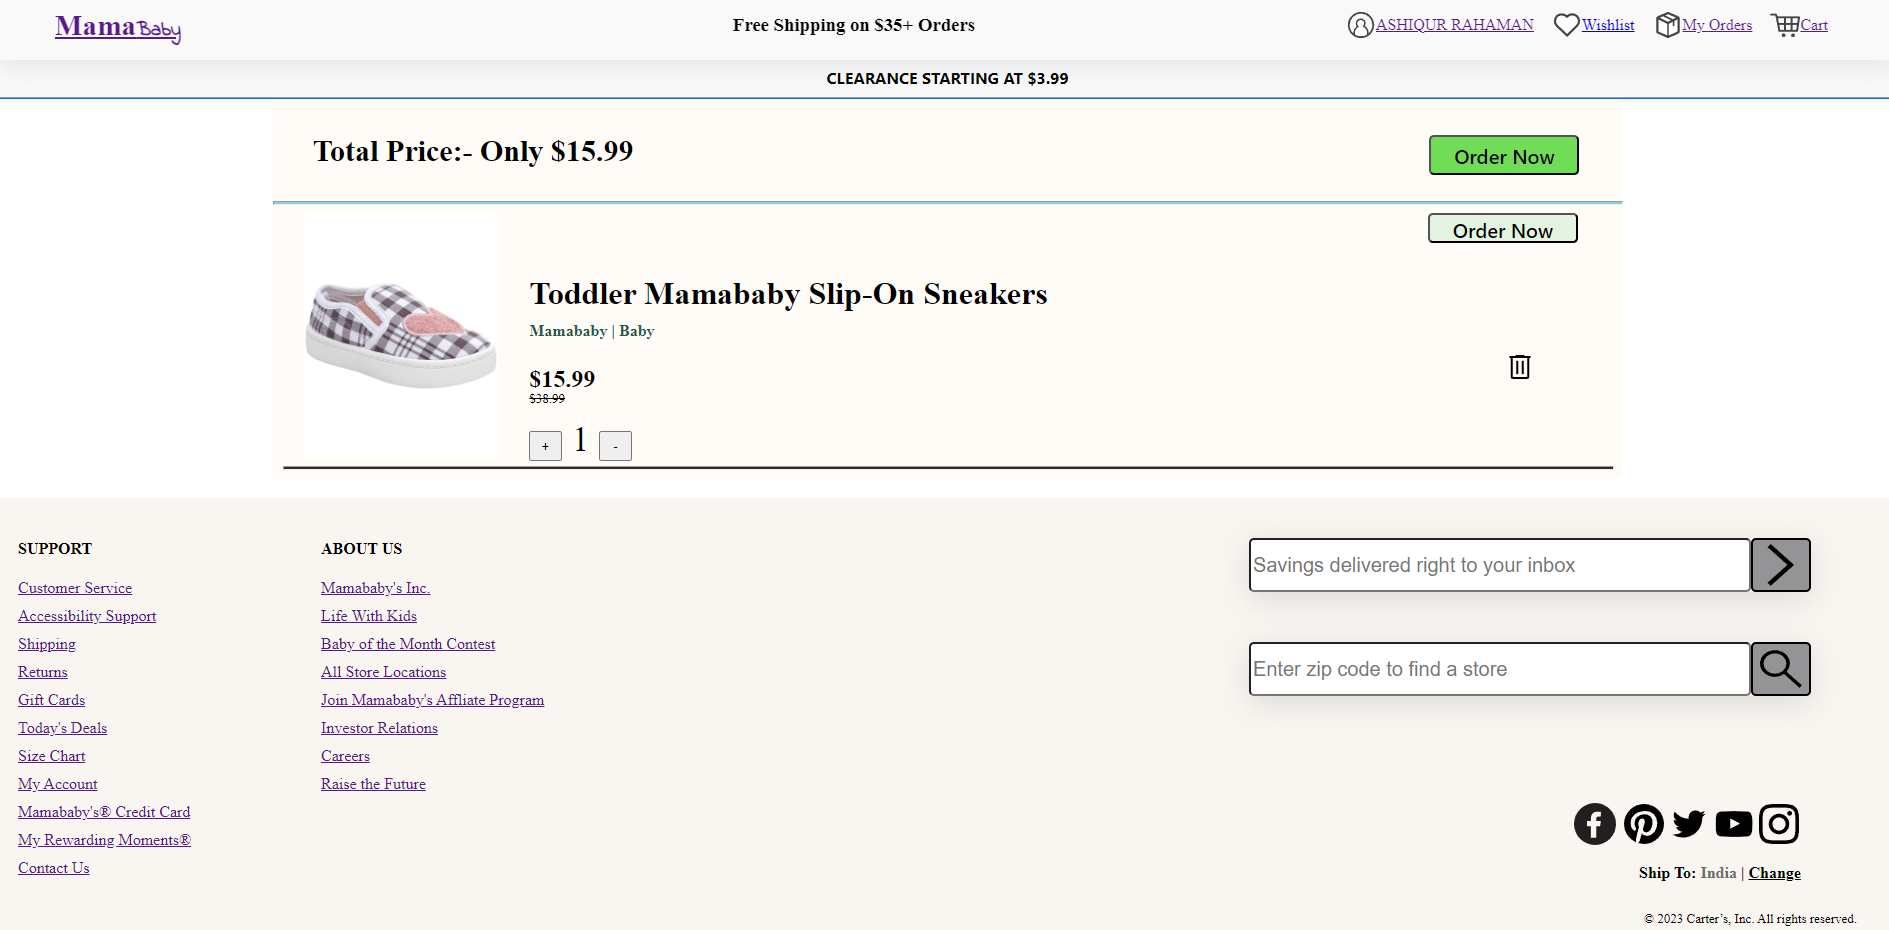 MamaBaby
Free Shipping on $35+ Orders
ASHIQUR RAHAMAN
Wishlist
My Orders
Cart
CLEARANCE STARTING AT $3.99
Total Price:- Only $15.99
Order Now
Order Now
Toddler Mamababy Slip-On Sneakers
Mamababy | Baby
$15.99
$38.99
+ 1 -
SUPPORT
Customer Service
Accessibility Support
Shipping
Returns
Gift Cards
Today's Deals
Size Chart
My Account
Mamababy's® Credit Card
My Rewarding Moments®
Contact Us
ABOUT US
Mamababy's Inc.
Life With Kids
Baby of the Month Contest
All Store Locations
Join Mamababy's Affliate Program
Investor Relations
Careers
Raise the Future
Savings delivered right to your inbox
Enter zip code to find a store
Ship To: India | Change
© 2023 Carter’s, Inc. All rights reserved.